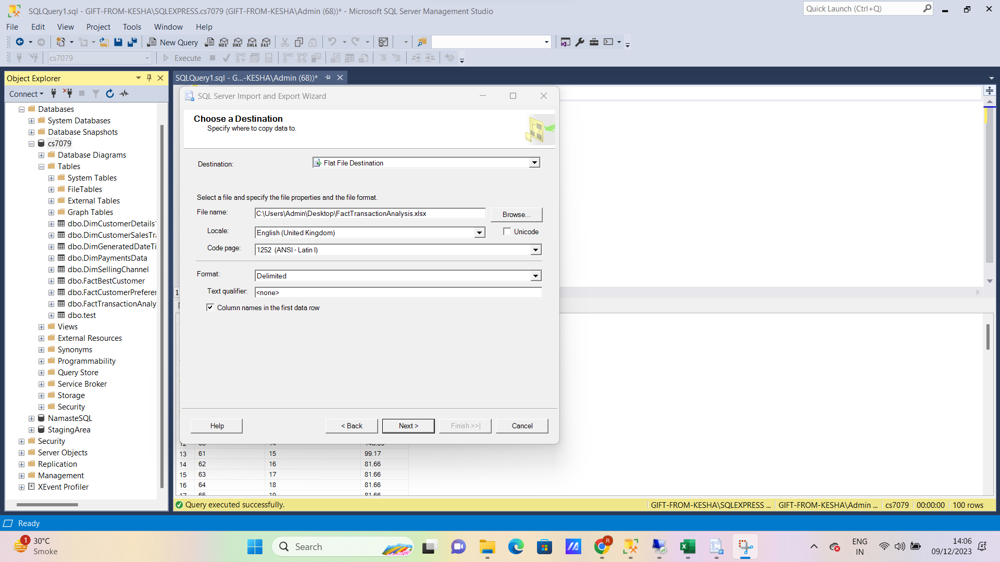 SQLQuery1.sql - GIFT-FROM-KESHA\SQLEXPRESS.cs7079 (GIFT-FROM-KESHA\Admin (68))* - Microsoft SQL Server Management Studio
Quick Launch (Ctrl+Q)
File Edit View Project Tools Window Help
New Query
MDX DMX XMLA DAX
cs7079
Execute
Object Explorer
SQLQuery1.sql - G...-KESHA\Admin (68))*
Connect
Databases
System Databases
Database Snapshots
cs7079
Database Diagrams
Tables
System Tables
FileTables
External Tables
Graph Tables
dbo.DimCustomerDetails
dbo.DimCustomerSalesTr
dbo.DimGeneratedDateTi
dbo.DimPaymentsData
dbo.DimSellingChannel
dbo.FactBestCustomer
dbo.FactCustomerPreferer
dbo.FactTransactionAnaly
dbo.test
Views
External Resources
Synonyms
Programmability
Query Store
Service Broker
Storage
Security
NamasteSQL
StagingArea
Security
Server Objects
Replication
Management
XEvent Profiler
SQL Server Import and Export Wizard
Choose a Destination
Specify where to copy data to.
Destination: Flat File Destination
Select a file and specify the file properties and the file format.
File name: C:\Users\Admin\Desktop\FactTransactionAnalysis.xlsx Browse...
Locale: English (United Kingdom) Unicode
Code page: 1252 (ANSI - Latin I)
Format: Delimited
Text qualifier: <none>
Column names in the first data row
Help < Back Next > Finish >>| Cancel
13 61 15 99.17
14 62 16 81.66
15 63 17 81.66
16 64 18 81.66
17 65 19 81.66
Query executed successfully. GIFT-FROM-KESHA\SQLEXPRESS ... GIFT-FROM-KESHA\Admin ... cs7079 00:00:00 100 rows
Ready
1
30°C
Smoke
Search
R
ENG
IN
14:06
09/12/2023